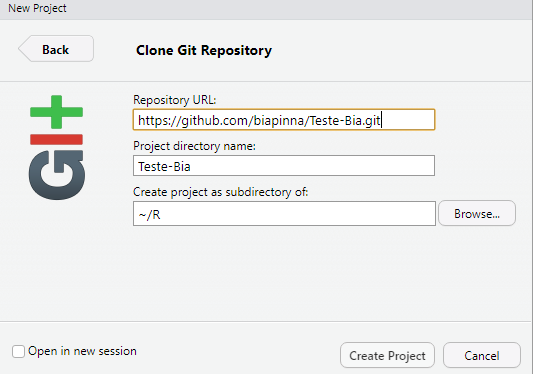 New Project
Back
Clone Git Repository
Repository URL:
https://github.com/biapinna/Teste-Bia.git
Project directory name:
Teste-Bia
Create project as subdirectory of:
~/R
Browse...
GIt
Open in new session
Create Project
Cancel